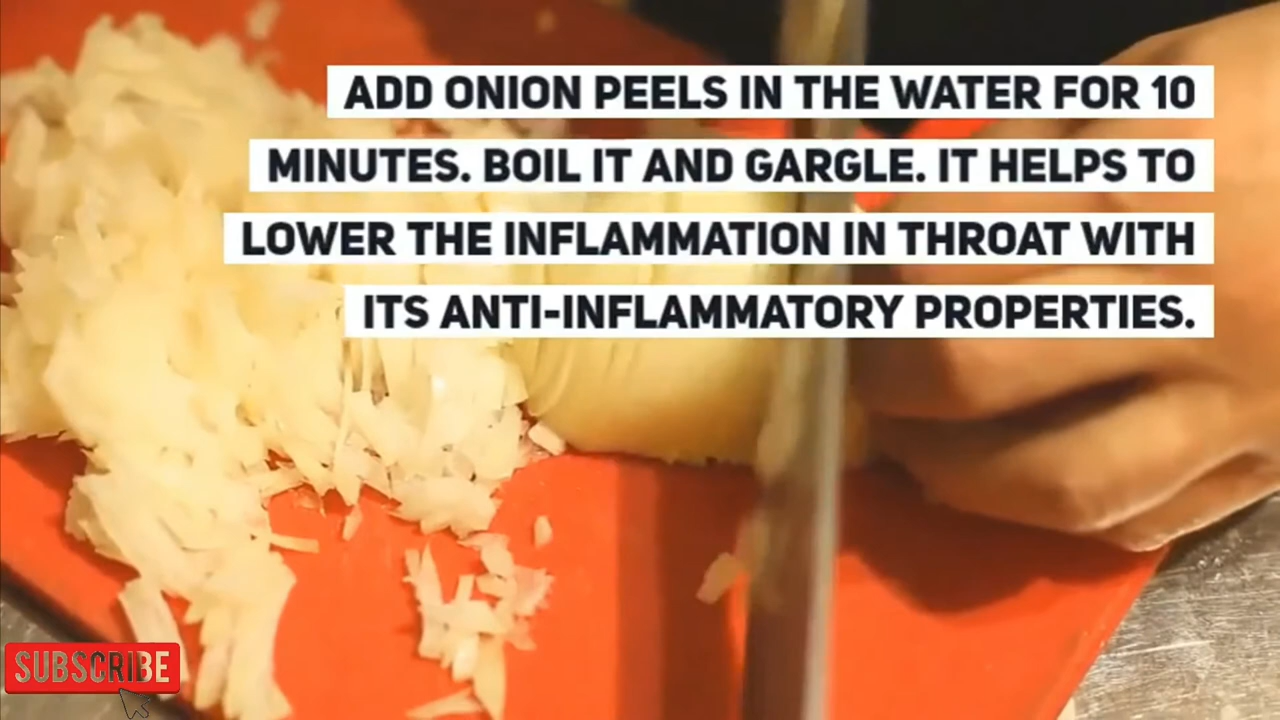 ADD ONION PEELS IN THE WATER FOR 10
MINUTES. BOIL IT AND GARGLE. IT HELPS TO
LOWER THE INFLAMMATION IN THROAT WITH
ITS ANTI-INFLAMMATORY PROPERTIES.
SUBSCRIBE